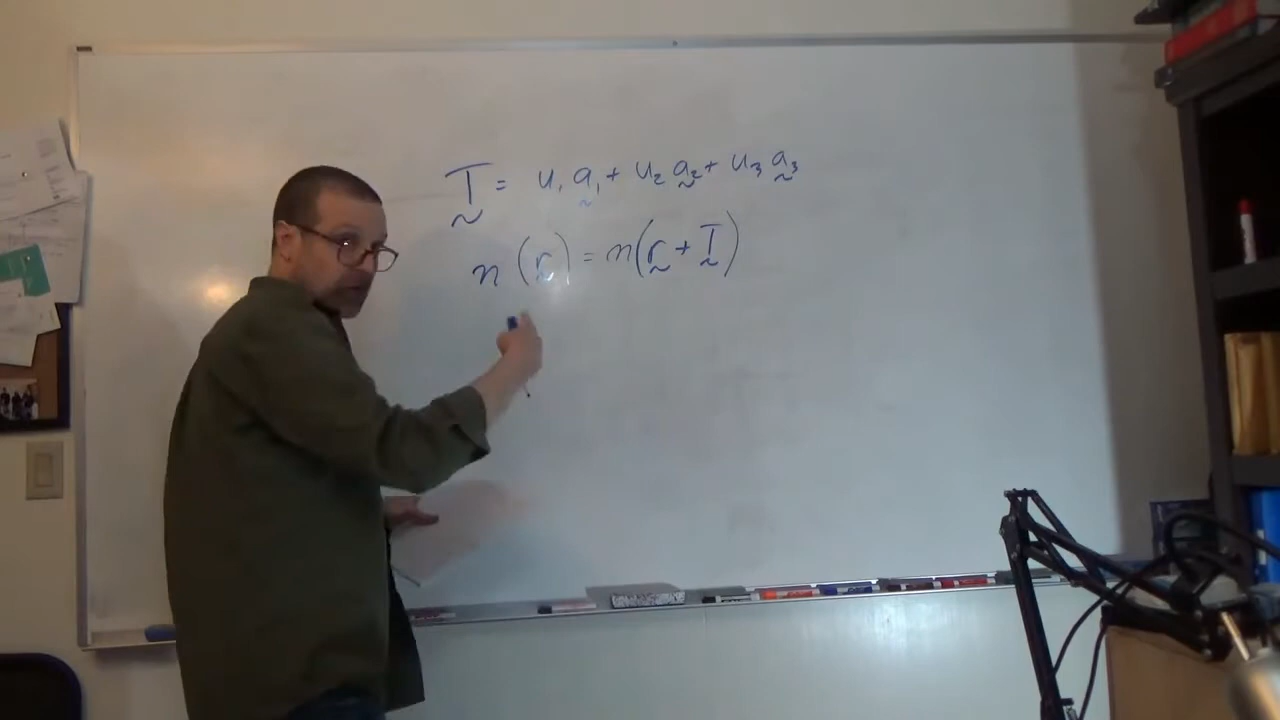 T = u₁ a₁ + u₂ a₂ + u₃ a₃
n (r) = n(r + T)